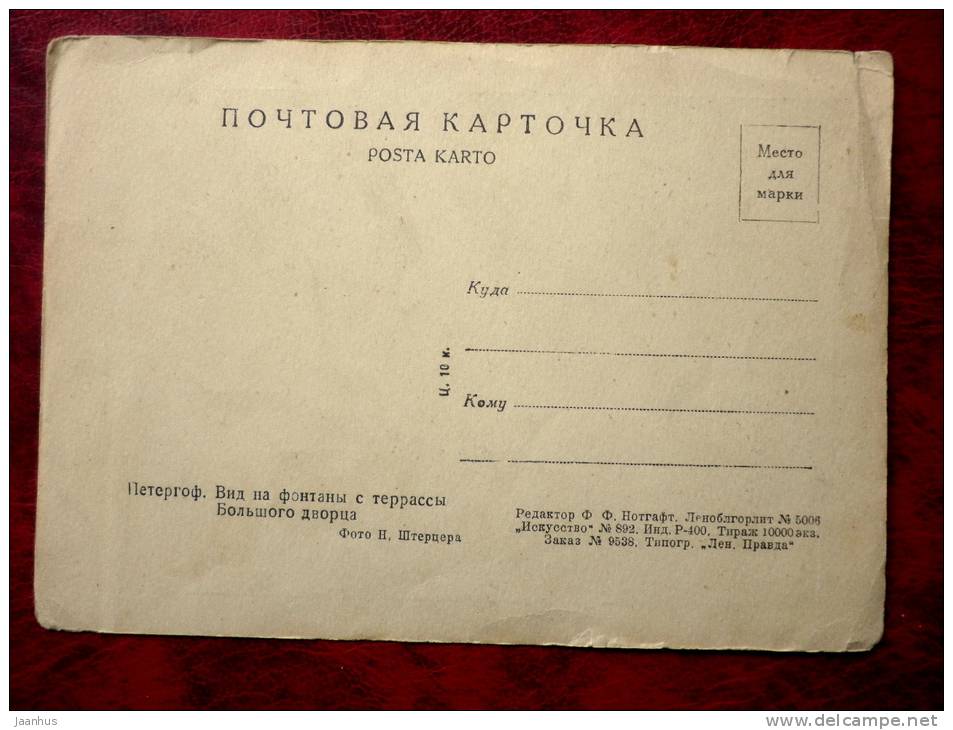 ПОЧТОВАЯ КАРТОЧКА
POSTA KARTO
Место
для
марки
Куда
Ц. 10 к.
Кому
Петергоф. Вид на фонтаны с террассы
Большого дворца
Фото Н. Штерцера
Редактор Ф Ф. Нотгафт. Леноблгорлит № 5006
„Искусство“ № 892. Инд. Р-400. Тираж 10000 экз.
Заказ № 9538. Типогр. „Лен. Правда“
Jaanhus
www.delcampe.net